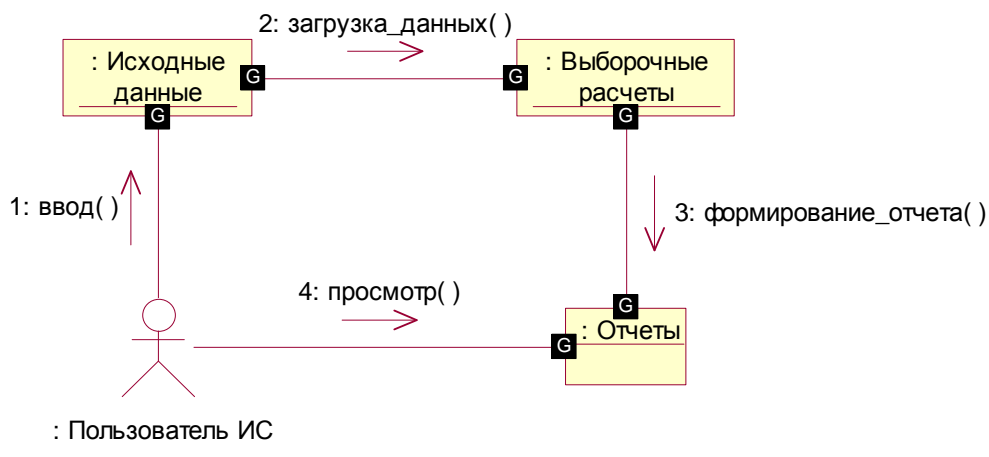 2: загрузка_данных( )
: Исходные
данные
G
G
G
: Выборочные
расчеты
G
1: ввод( )
3: формирование_отчета( )
4: просмотр( )
G
G
: Отчеты
: Пользователь ИС